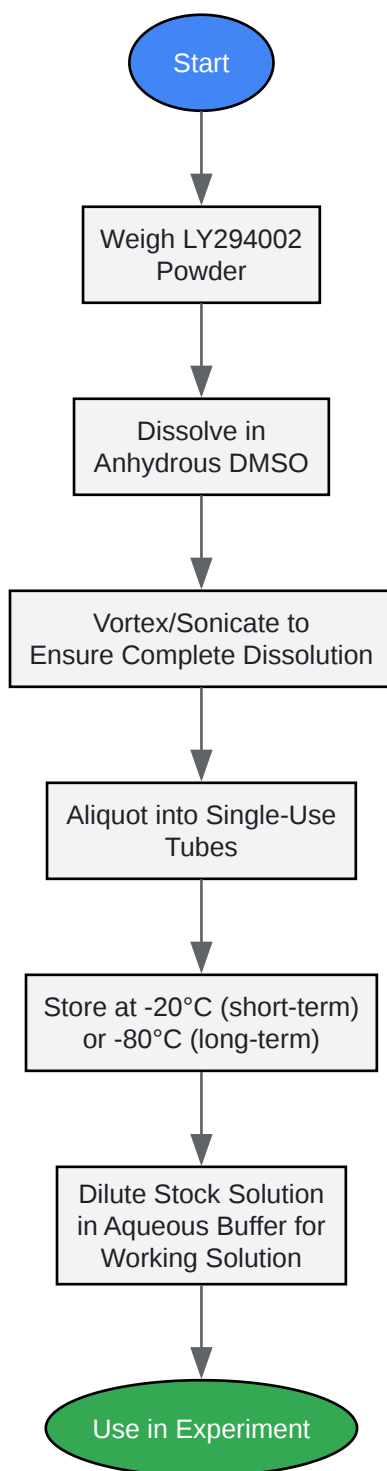 Start
Weigh LY294002
Powder
Dissolve in
Anhydrous DMSO
Vortex/Sonicate to
Ensure Complete Dissolution
Aliquot into Single-Use
Tubes
Store at -20°C (short-term)
or -80°C (long-term)
Dilute Stock Solution
in Aqueous Buffer for
Working Solution
Use in Experiment